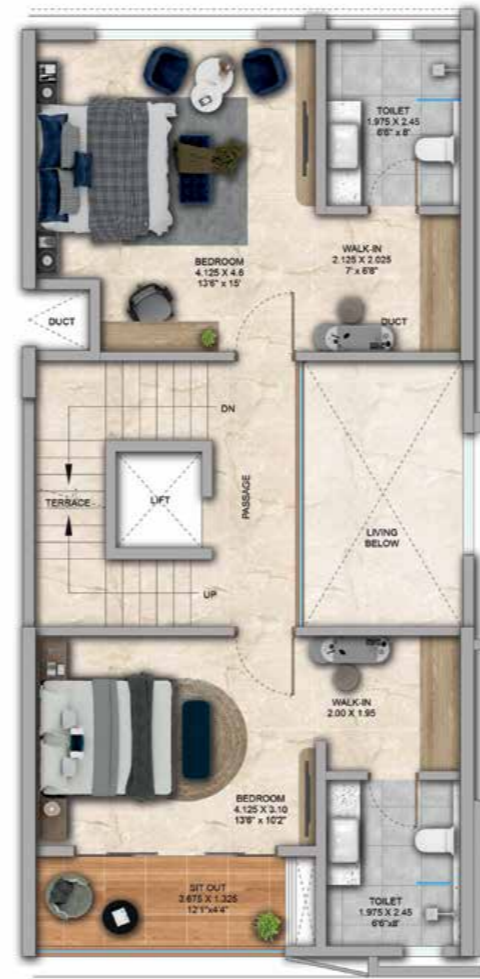 TOILET
1.975 X 2.45
6'6" x 8'
BEDROOM
4.125 X 4.6
13'6" x 15'
WALK-IN
2.125 X 2.025
7' x 6'8"
DUCT
DUCT
DN
LIFT
TERRACE
PASSAGE
LIVING
BELOW
UP
WALK-IN
2.00 X 1.95
BEDROOM
4.125 X 3.10
13'6" x 10'2"
SIT OUT
3.675 X 1.325
12'1"x4'4"
TOILET
1.975 X 2.45
6'6"x8'